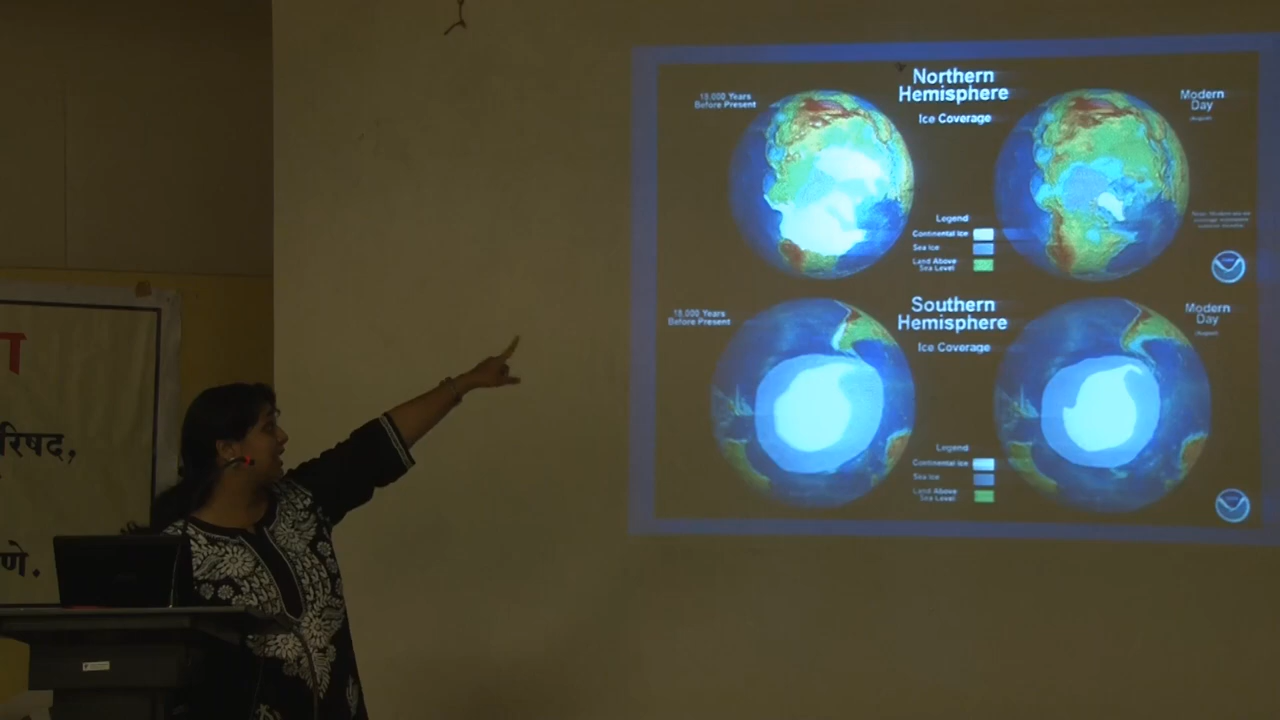 Northern
Hemisphere
Ice Coverage
18,000 Years
Before Present
Modern
Day
(August)
Legend
Continental Ice
Sea Ice
Land Above
Sea Level
Southern
Hemisphere
Ice Coverage
18,000 Years
Before Present
Modern
Day
(August)
Legend
Continental Ice
Sea Ice
Land Above
Sea Level
रिषद,
णे.